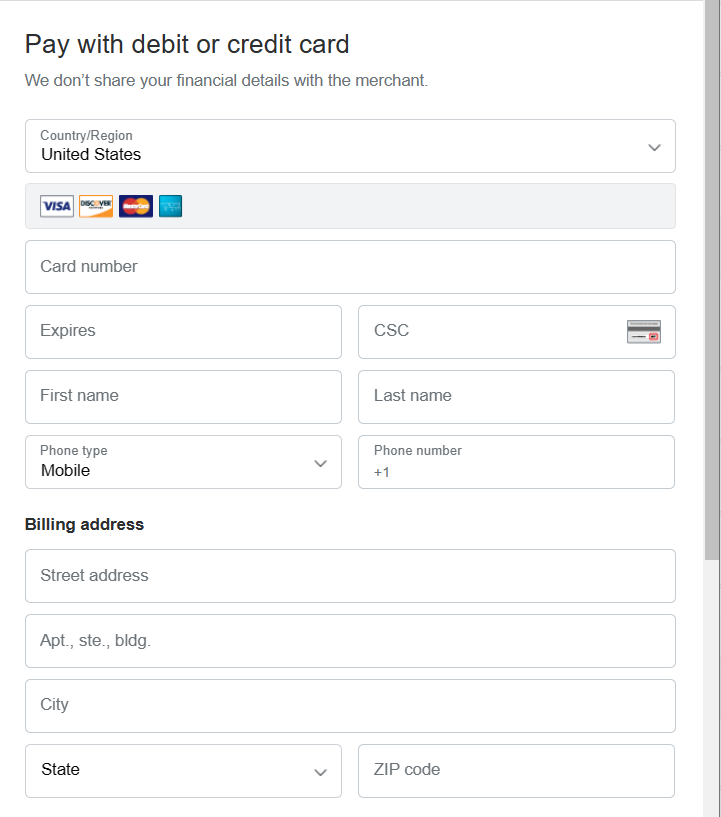 Pay with debit or credit card
We don't share your financial details with the merchant.
Country/Region
United States
VISA DISCOVER MasterCard
Card number
Expires
CSC
First name
Last name
Phone type
Mobile
Phone number
+1
Billing address
Street address
Apt., ste., bldg.
City
State
ZIP code